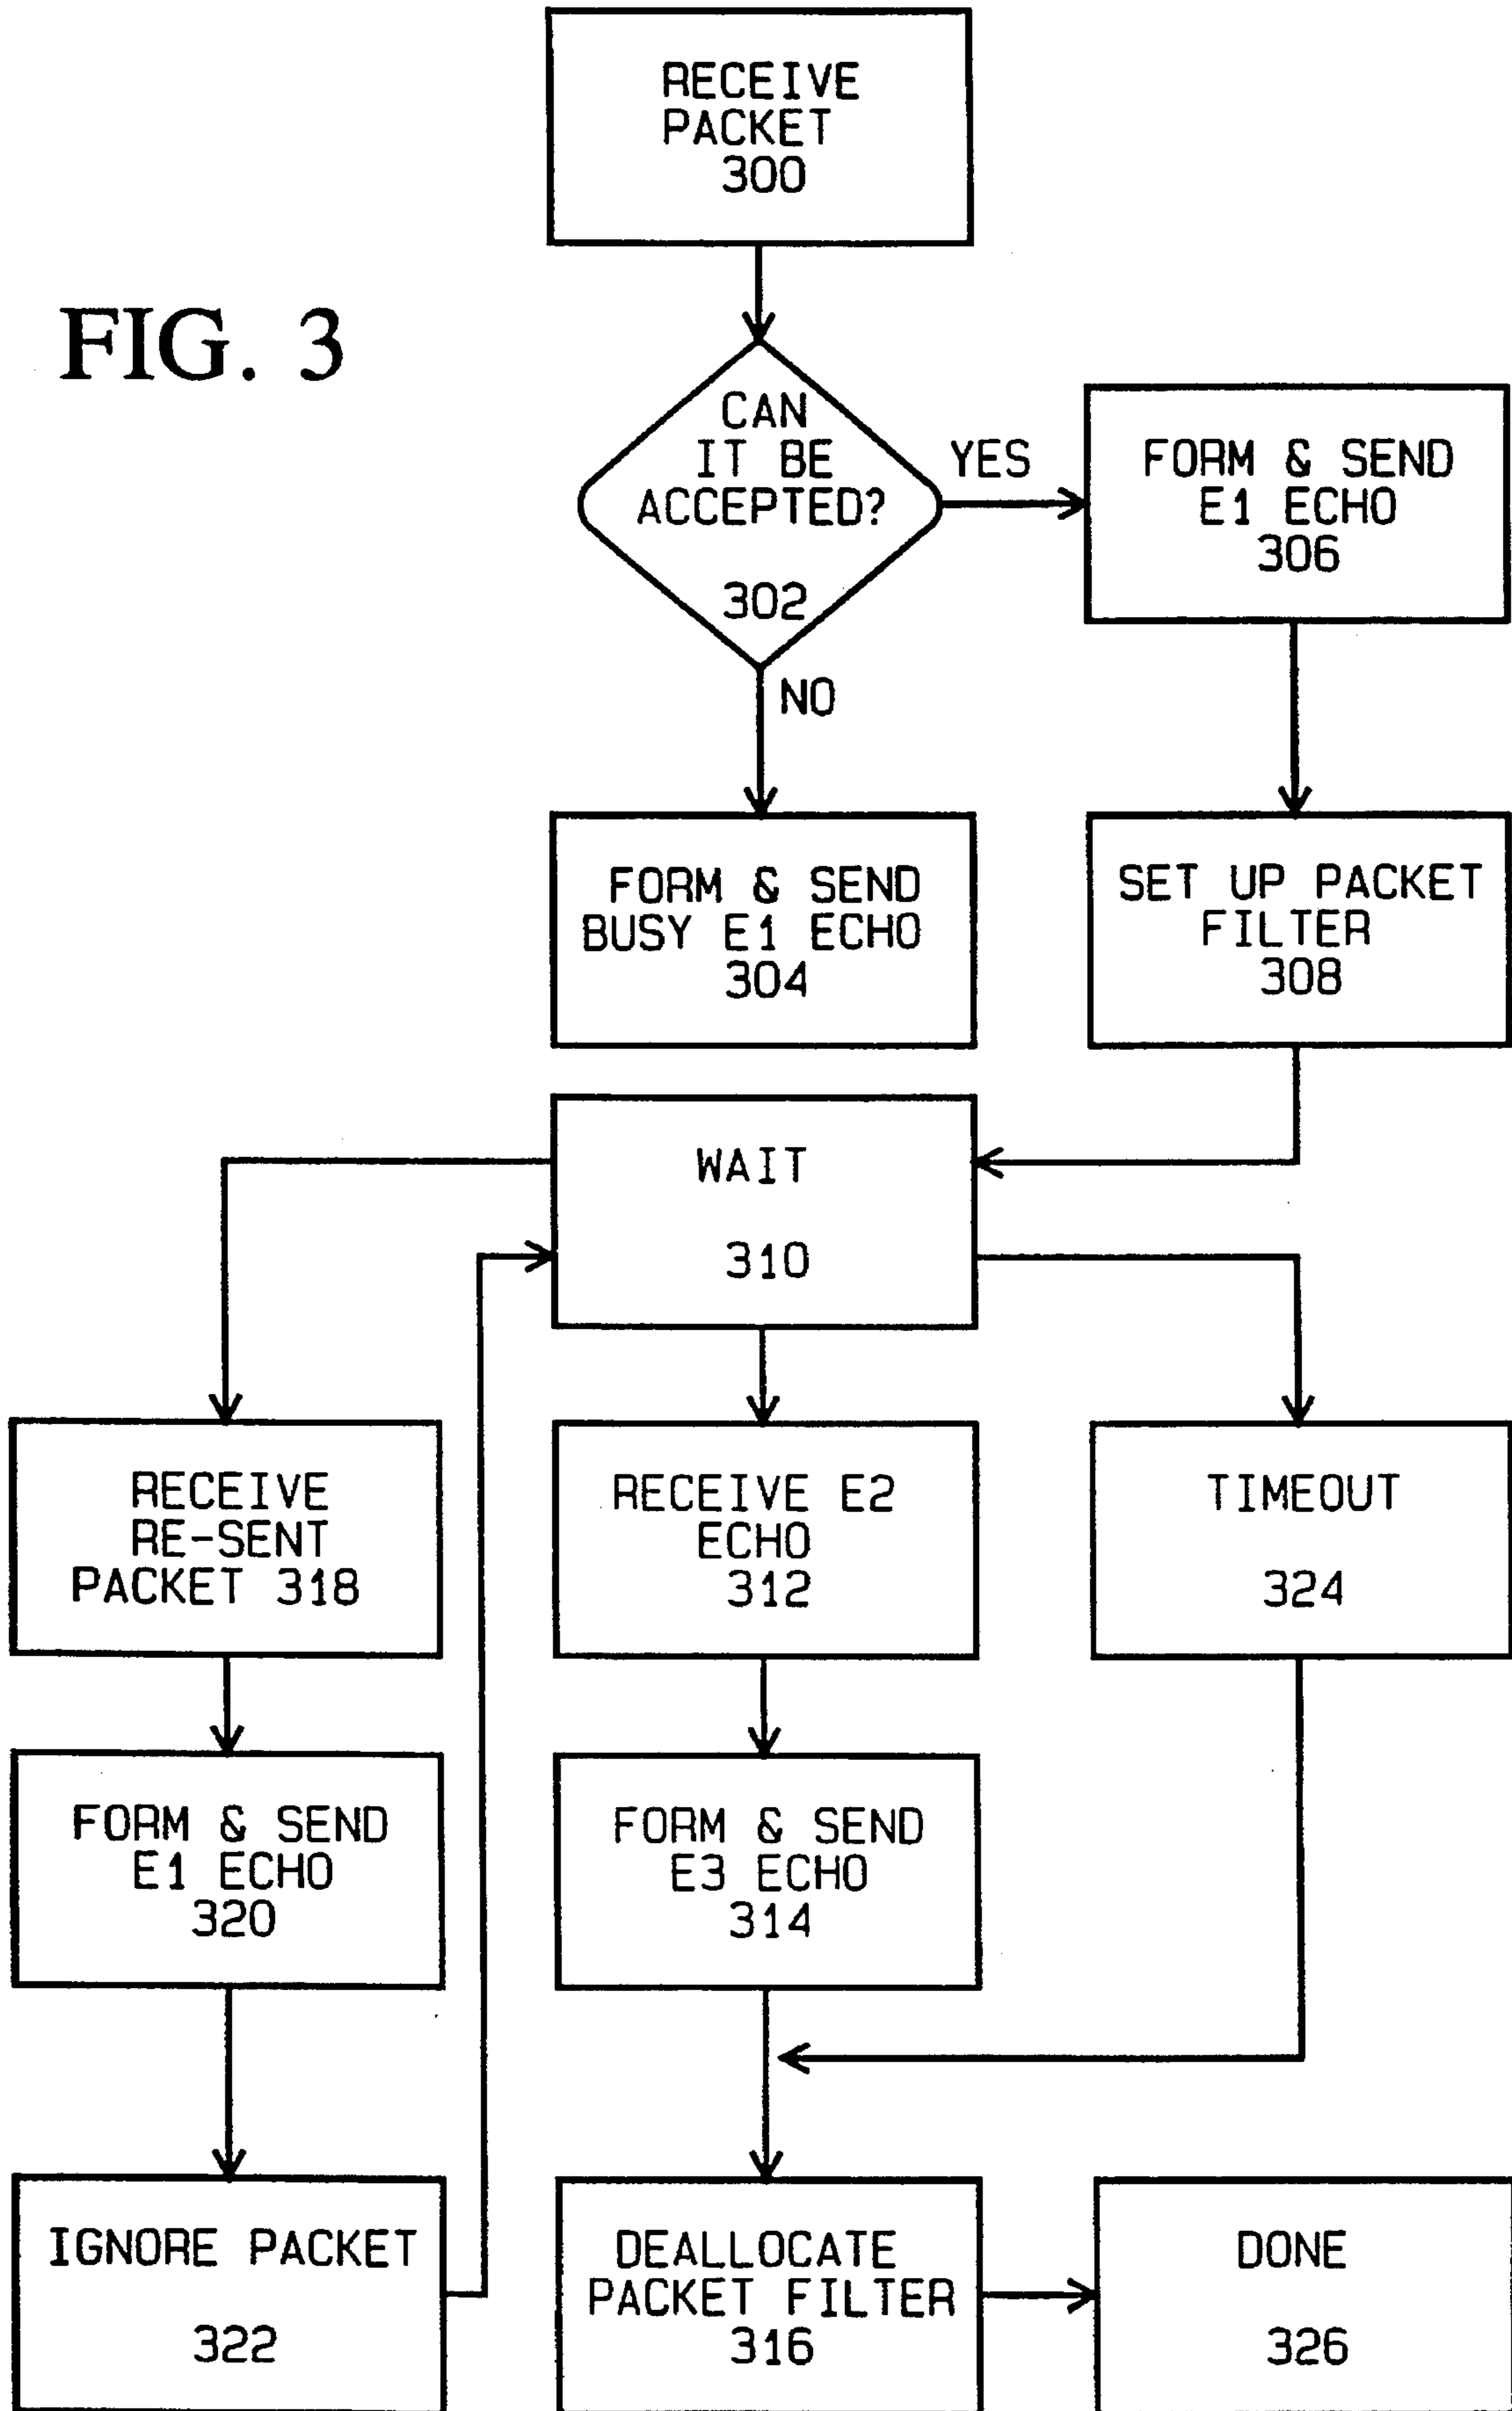 RECEIVE
PACKET
300
FIG. 3
CAN
IT BE
ACCEPTED?
302
YES
FORM & SEND
E1 ECHO
306
NO
FORM & SEND
BUSY E1 ECHO
304
SET UP PACKET
FILTER
308
WAIT
310
RECEIVE
RE-SENT
PACKET 318
RECEIVE E2
ECHO
312
TIMEOUT
324
FORM & SEND
E1 ECHO
320
FORM & SEND
E3 ECHO
314
IGNORE PACKET
322
DEALLOCATE
PACKET FILTER
316
DONE
326